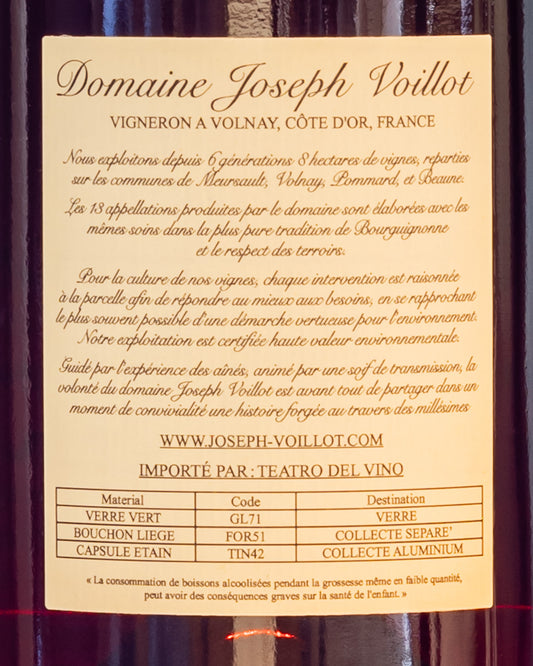 Domaine Joseph Voillot
VIGNERON A VOLNAY, CÔTE D'OR, FRANCE
Nous exploitons depuis 6 générations 8 hectares de vignes, reparties
sur les communes de Meursault, Volnay, Pommard, et Beaune.
Les 13 appellations produites par le domaine sont élaborées avec les
mêmes soins dans la plus pure tradition de Bourguignonne
et le respect des terroirs.
Pour la culture de nos vignes, chaque intervention est raisonnée
à la parcelle afin de répondre au mieux aux besoins, en se rapprochant
le plus souvent possible d'une démarche vertueuse pour l'environnement.
Notre exploitation est certifiée haute valeur environnementale.
Guidé par l'expérience des ainés, animé par une soif de transmission, la
volonté du domaine Joseph Voillot est avant tout de partager dans un
moment de convivialité une histoire forgée au travers des millésimes
WWW.JOSEPH-VOILLOT.COM
IMPORTÉ PAR : TEATRO DEL VINO
Material Code Destination
VERRE VERT GL71 VERRE
BOUCHON LIEGE FOR51 COLLECTE SEPARE'
CAPSULE ETAIN TIN42 COLLECTE ALUMINIUM
« La consommation de boissons alcoolisées pendant la grossesse même en faible quantité,
peut avoir des conséquences graves sur la santé de l'enfant. »